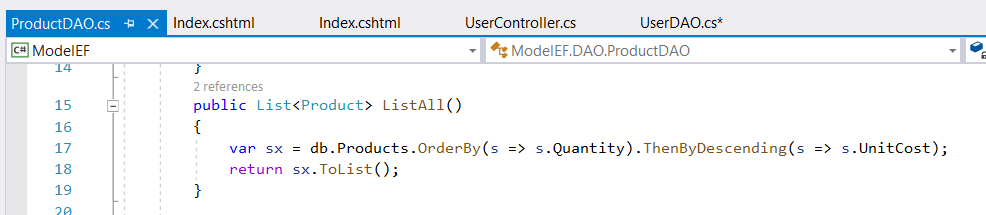 ProductDAO.cs Index.cshtml Index.cshtml UserController.cs UserDAO.cs*
C# ModelEF ModelEF.DAO.ProductDAO
14 }
2 references
15 public List<Product> ListAll()
16 {
17 var sx = db.Products.OrderBy(s => s.Quantity).ThenByDescending(s => s.UnitCost);
18 return sx.ToList();
19 }
20